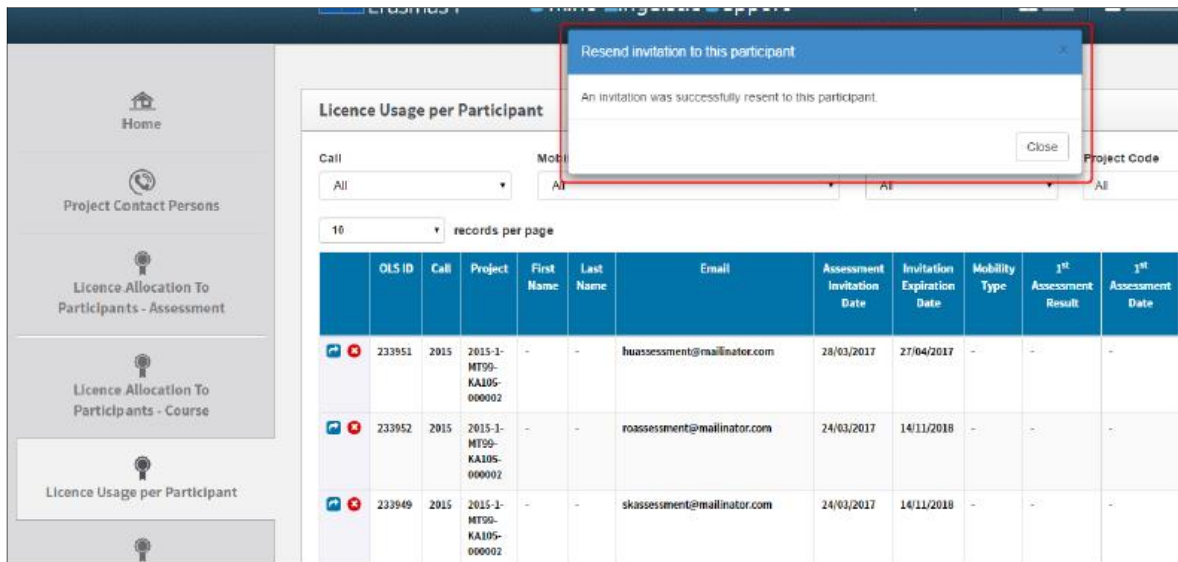 Resend invitation to this participant
×
An invitation was successfully resent to this participant.
Close
Home
Project Contact Persons
Licence Allocation To
Participants - Assessment
Licence Allocation To
Participants - Course
Licence Usage per Participant
Licence Usage per Participant
Call
Project Code
All
All
All
All
10
records per page
OLS ID
Call
Project
First
Name
Last
Name
Email
Assessment
Invitation
Date
Invitation
Expiration
Date
Mobility
Type
1st
Assessment
Result
1st
Assessment
Date
233951 2015 2015-1- - - huassessment@mailinator.com 28/03/2017 27/04/2017 - - -
MT99-
KA105-
000002
233952 2015 2015-1- - - roassessment@mailinator.com 24/03/2017 14/11/2018 - - -
MT99-
KA105-
000002
233949 2015 2015-1- - - skassessment@mailinator.com 24/03/2017 14/11/2018 - - -
MT99-
KA105-
000002